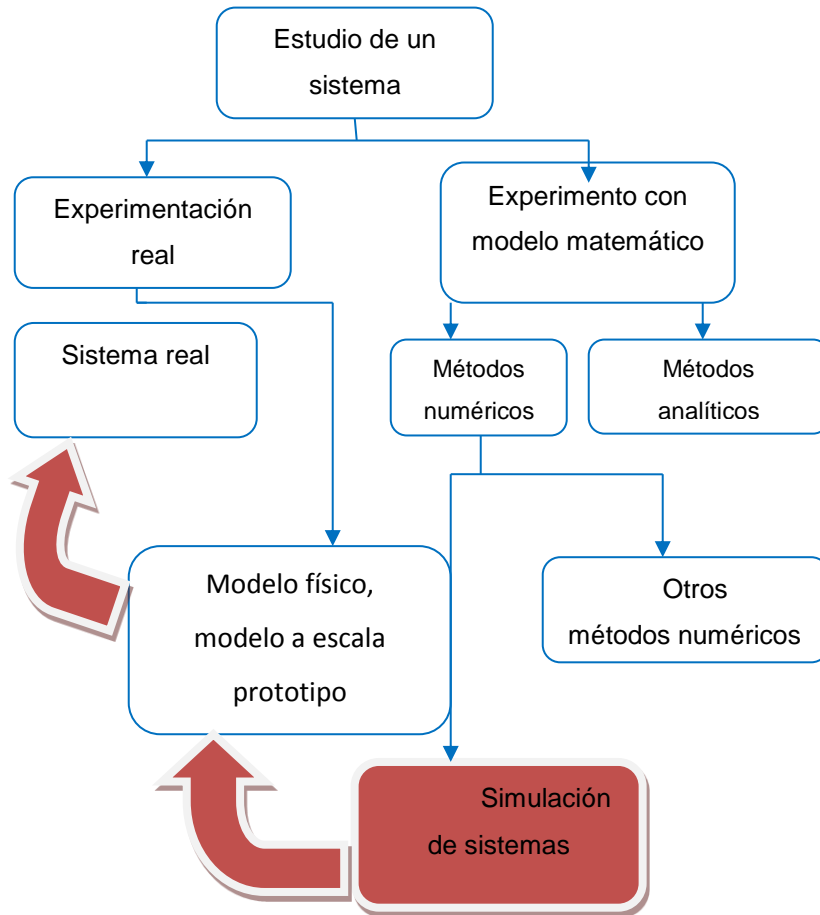 Estudio de un
sistema
Experimentación
real
Experimento con
modelo matemático
Sistema real
Métodos
numéricos
Métodos
analíticos
Modelo físico,
modelo a escala
prototipo
Otros
métodos numéricos
Simulación
de sistemas